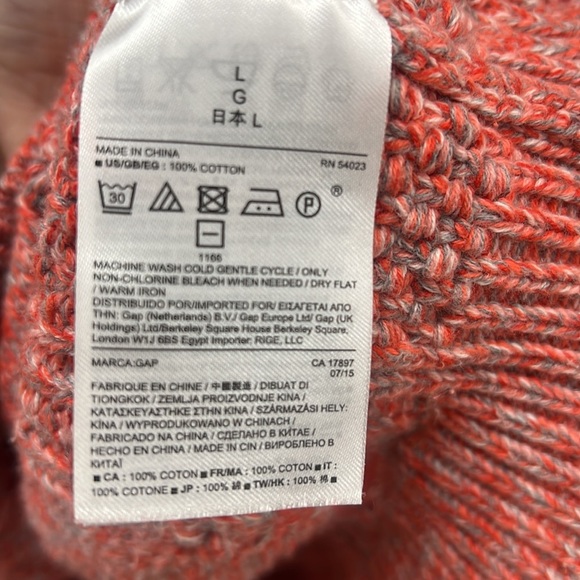 L
G
日本 L
MADE IN CHINA RN 54023
■ US/GB/EG : 100% COTTON
30 P ®
1166
MACHINE WASH COLD GENTLE CYCLE / ONLY
NON-CHLORINE BLEACH WHEN NEEDED / DRY FLAT
/ WARM IRON
DISTRIBUIDO POR/IMPORTED FOR/ ΕΙΣΑΓΕΤΑΙ ΑΠΟ
ΤΗΝ: Gap (Netherlands) B.V./ Gap Europe Ltd/ Gap (UK
Holdings) Ltd/Berkeley Square House Berkeley Square,
London W1J 6BS Egypt Importer: RIGE, LLC
MARCA:GAP CA 17897
07/15
FABRIQUE EN CHINE / 中國製造 / DIBUAT DI
TIONGKOK / ZEMLJA PROIZVODNJE KINA /
ΚΑΤΑΣΚΕΥΑΣΤΗΚΕ ΣΤΗΝ ΚΙΝΑ / SZÁRMAZÁSI HELY:
KÍNA / WYPRODUKOWANO W CHINACH /
FABRICADO NA CHINA / СДЕЛАНО В КИТАЕ /
HECHO EN CHINA / MADE IN CIN / ВИРОБЛЕНО В
КИТАЇ
■ CA : 100% COTON ■ FR/MA : 100% COTON ■ IT :
100% COTONE ■ JP : 100% 綿 ■ TW/HK : 100% 棉 ■